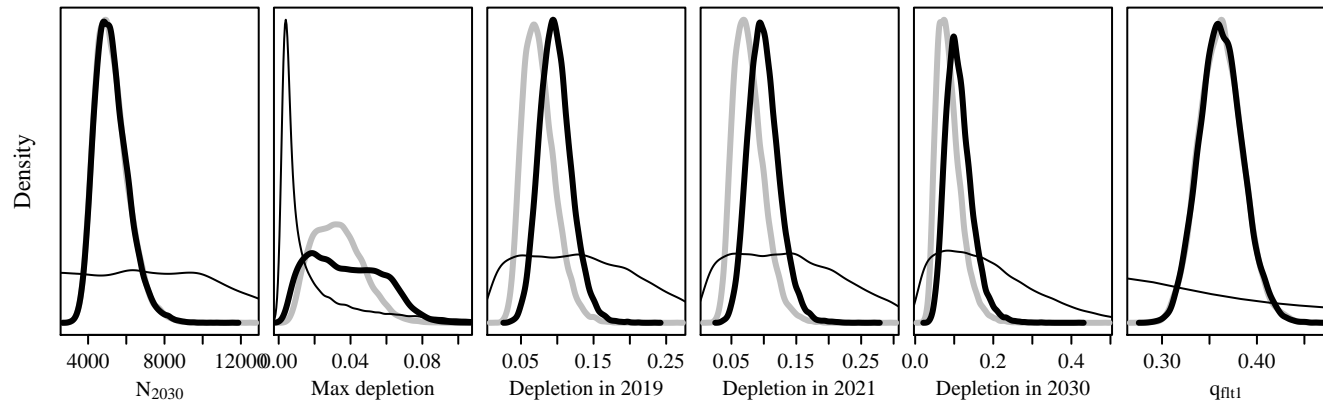 Density
4000 8000 12000
N2030
0.00 0.04 0.08
Max depletion
0.05 0.15 0.25
Depletion in 2019
0.05 0.15 0.25
Depletion in 2021
0.0 0.2 0.4
Depletion in 2030
0.30 0.40
qflt1